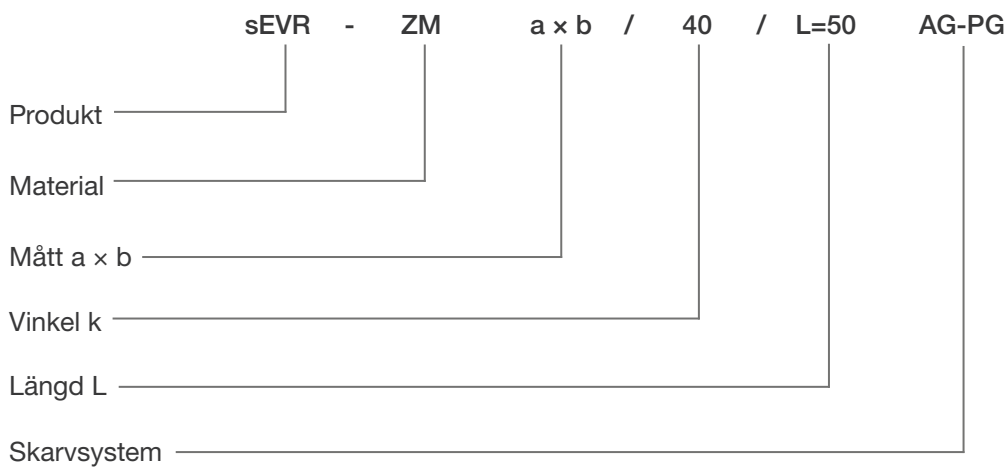 sEVR - ZM a × b / 40 / L=50 AG-PG
Produkt
Material
Mått a × b
Vinkel k
Längd L
Skarvsystem